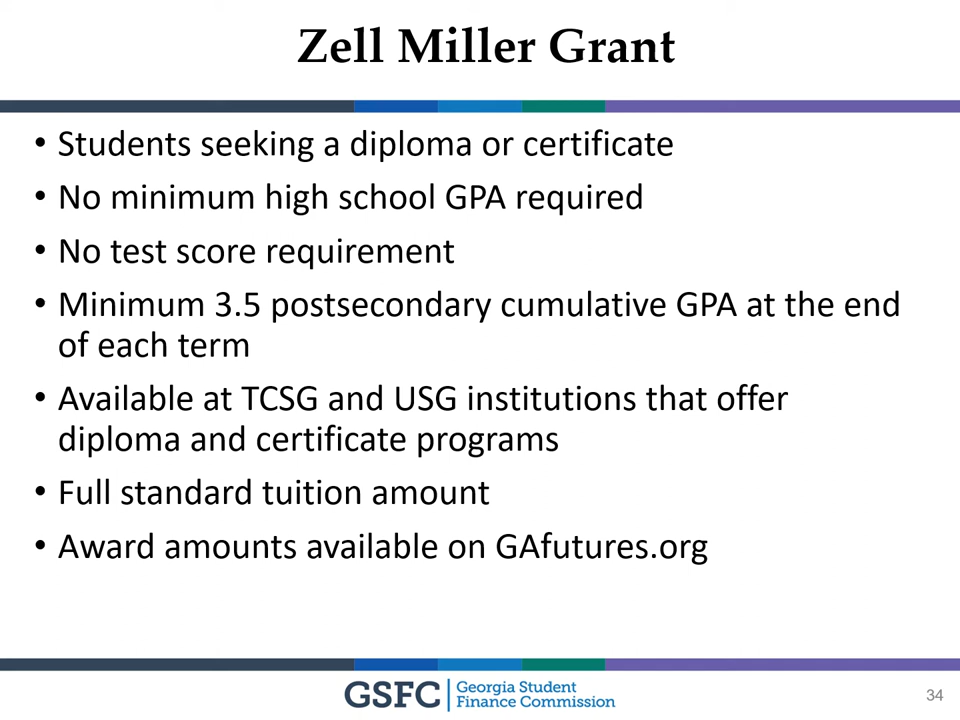 Zell Miller Grant
• Students seeking a diploma or certificate
• No minimum high school GPA required
• No test score requirement
• Minimum 3.5 postsecondary cumulative GPA at the end
of each term
• Available at TCSG and USG institutions that offer
diploma and certificate programs
• Full standard tuition amount
• Award amounts available on GAfutures.org
GSFC
Georgia Student
Finance Commission
34